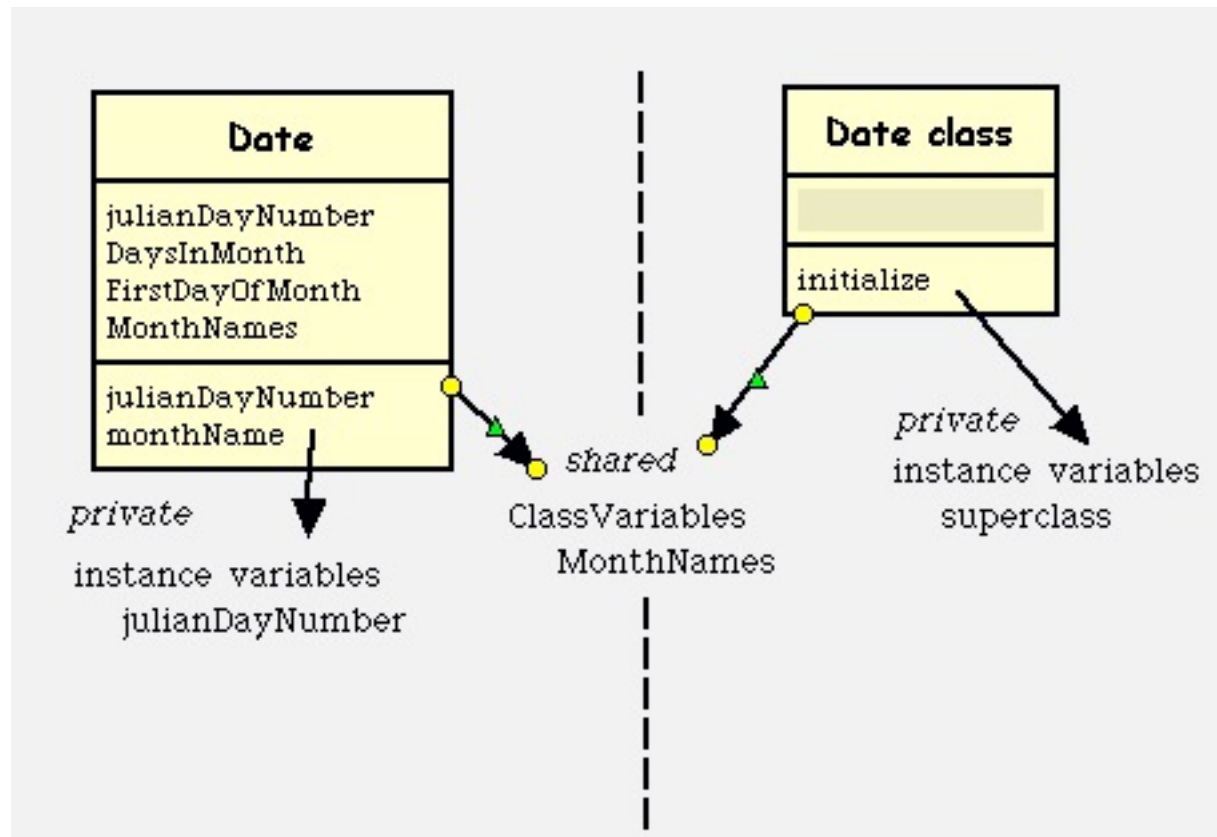 Date
julianDayNumber
DaysInMonth
FirstDayOfMonth
MonthNames
julianDayNumber
monthName
private
instance variables
julianDayNumber
shared
ClassVariables
MonthNames
Date class
initialize
private
instance variables
superclass